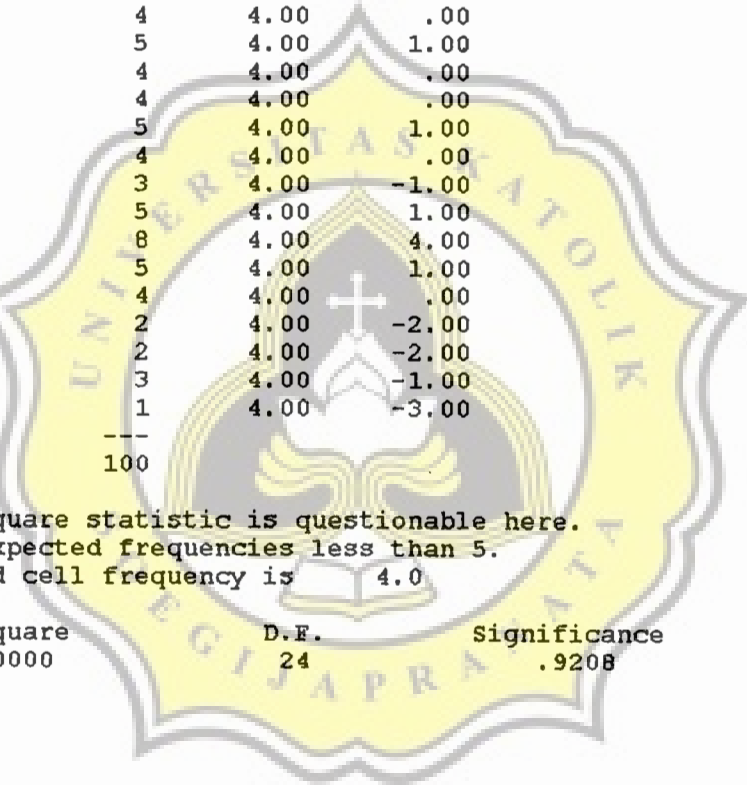 4 4.00 .00
5 4.00 1.00
4 4.00 .00
4 4.00 .00
5 4.00 1.00
4 4.00 .00
3 4.00 -1.00
5 4.00 1.00
8 4.00 4.00
5 4.00 1.00
4 4.00 .00
2 4.00 -2.00
2 4.00 -2.00
3 4.00 -1.00
1 4.00 -3.00
---
100
quare statistic is questionable here.
xpected frequencies less than 5.
d cell frequency is 4.0
quare D.F. Significance
0000 24 .9208
UNIVERSITAS KATOLIK
SOEGIJAPRANATA